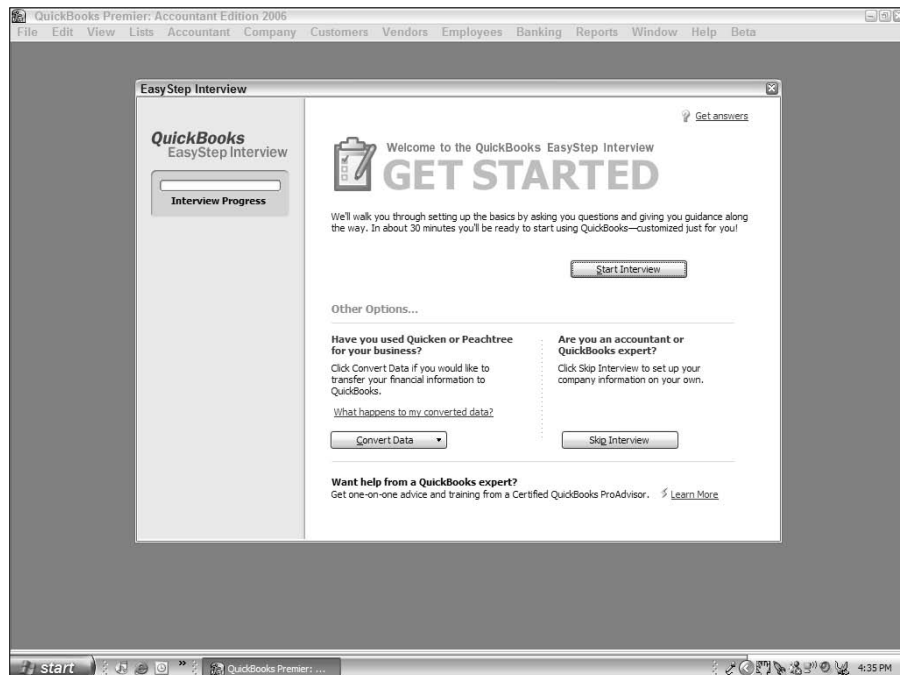 QuickBooks Premier: Accountant Edition 2006
File Edit View Lists Accountant Company Customers Vendors Employees Banking Reports Window Help Beta
EasyStep Interview
Get answers
QuickBooks
EasyStep Interview
Interview Progress
Welcome to the QuickBooks EasyStep Interview
GET STARTED
We'll walk you through setting up the basics by asking you questions and giving you guidance along
the way. In about 30 minutes you'll be ready to start using QuickBooks—customized just for you!
Start Interview
Other Options...
Have you used Quicken or Peachtree
for your business?
Click Convert Data if you would like to
transfer your financial information to
QuickBooks.
What happens to my converted data?
Convert Data
Are you an accountant or
QuickBooks expert?
Click Skip Interview to set up your
company information on your own.
Skip Interview
Want help from a QuickBooks expert?
Get one-on-one advice and training from a Certified QuickBooks ProAdvisor. Learn More
start
QuickBooks Premier: ...
4:35 PM